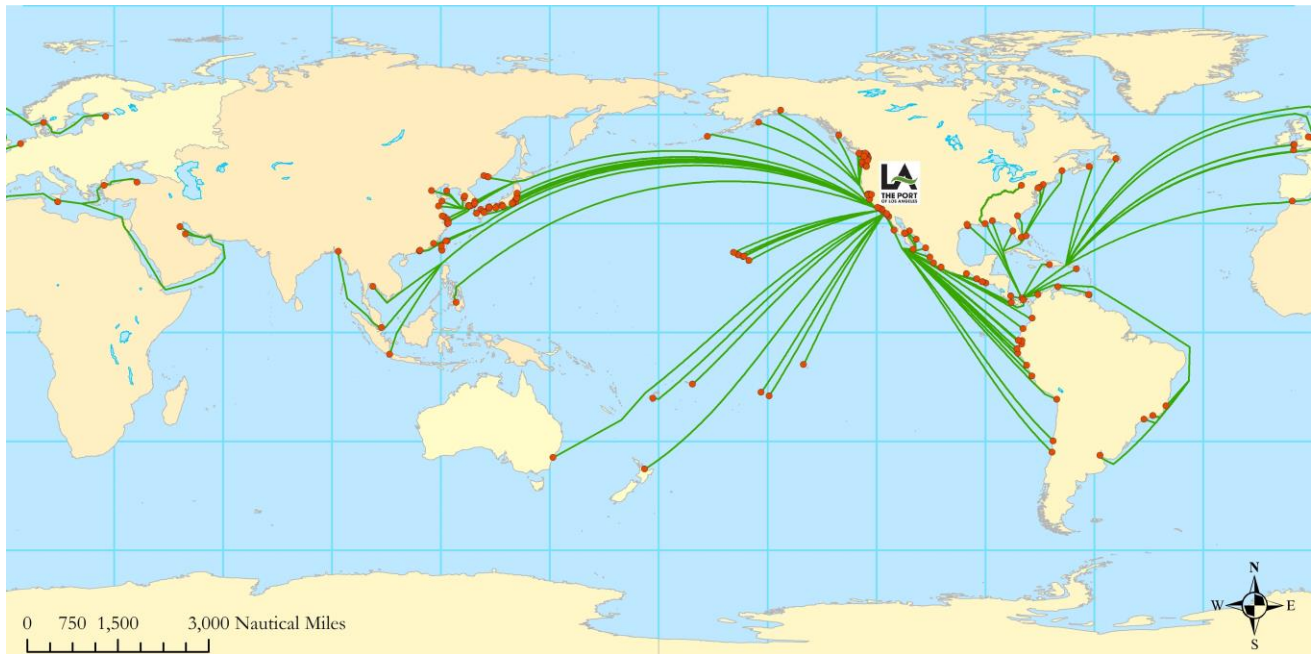 LA
THE PORT
OF LOS ANGELES
N
W E
S
0 750 1,500 3,000 Nautical Miles